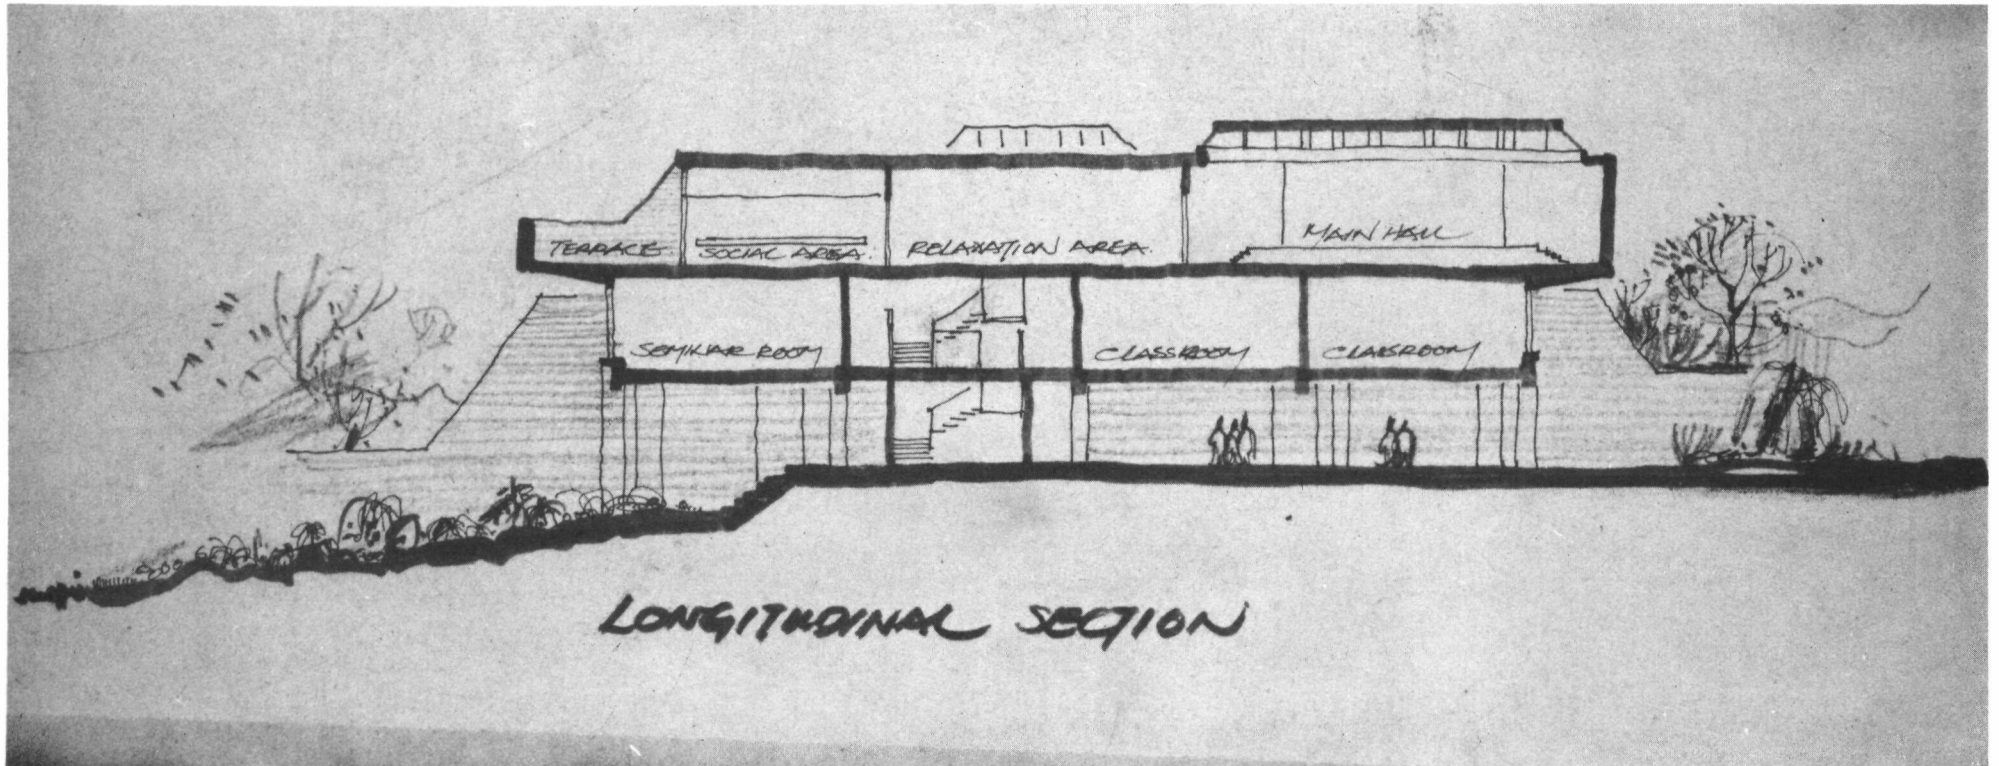 TERRACE. SOCIAL AREA. RELAXATION AREA. MAIN HALL
SEMINAR ROOM CLASSROOM CLASSROOM
LONGITUDINAL SECTION